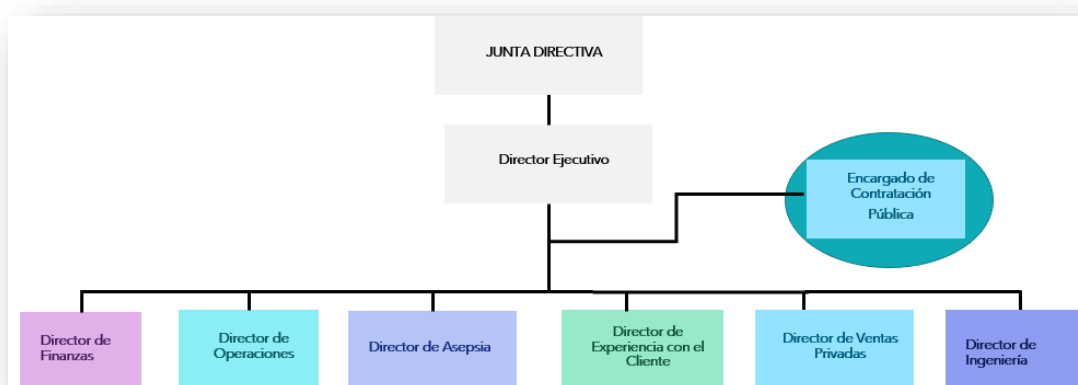 JUNTA DIRECTIVA
Director Ejecutivo
Encargado de
Contratación
Pública
Director de
Finanzas
Director de
Operaciones
Director de Asepsia
Director de
Experiencia con el
Cliente
Director de Ventas
Privadas
Director de
Ingeniería